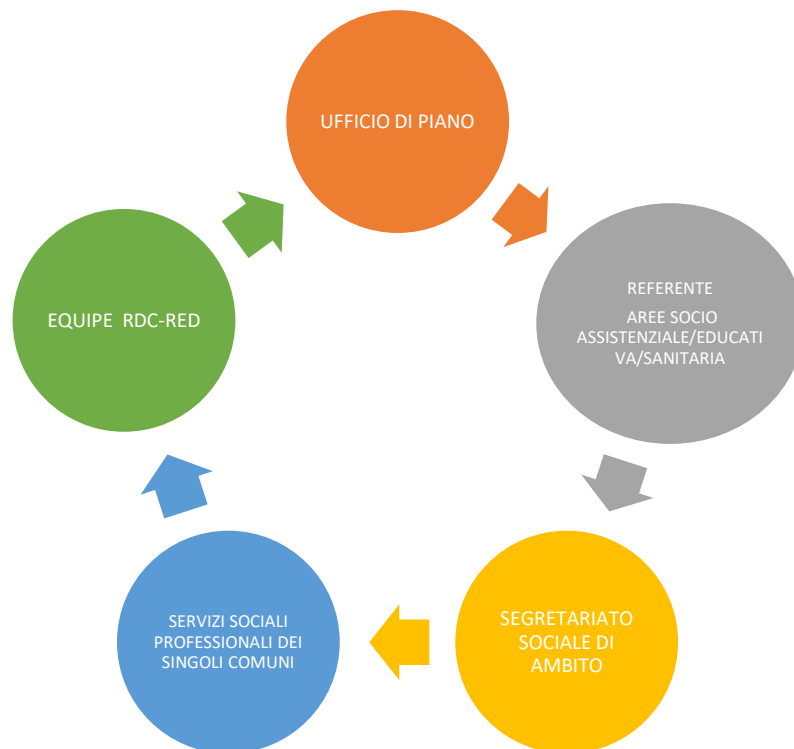 UFFICIO DI PIANO
REFERENTE
AREE SOCIO
ASSISTENZIALE/EDUCATI
VA/SANITARIA
SEGRETARIATO
SOCIALE DI
AMBITO
SERVIZI SOCIALI
PROFESSIONALI DEI
SINGOLI COMUNI
EQUIPE RDC-RED